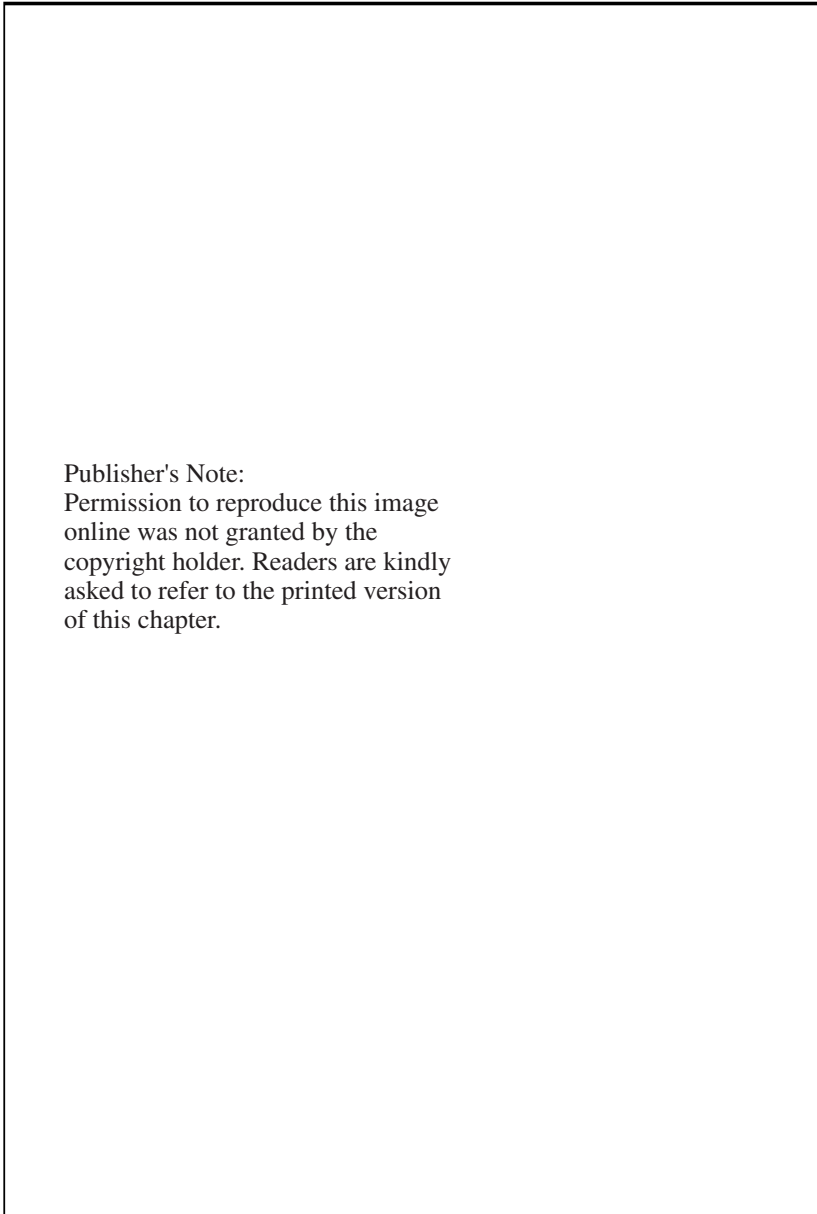 Publisher's Note:
Permission to reproduce this image
online was not granted by the
copyright holder. Readers are kindly
asked to refer to the printed version
of this chapter.